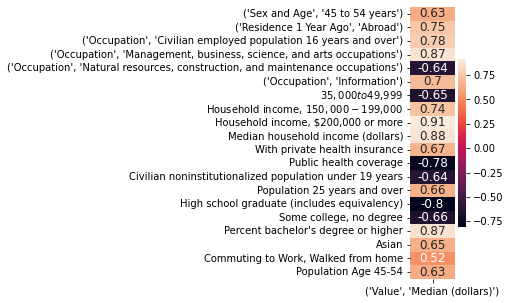 ('Sex and Age', '45 to 54 years') 0.63
('Residence 1 Year Ago', 'Abroad') 0.75
('Occupation', 'Civilian employed population 16 years and over') 0.78
('Occupation', 'Management, business, science, and arts occupations') 0.87
('Occupation', 'Natural resources, construction, and maintenance occupations') -0.64
('Occupation', 'Information') 0.7
35,000to49,999 -0.65
Household income, 150,000 − 199,000 0.74
Household income, $200,000 or more 0.91
Median household income (dollars) 0.88
With private health insurance 0.67
Public health coverage -0.78
Civilian noninstitutionalized population under 19 years -0.64
Population 25 years and over 0.66
High school graduate (includes equivalency) -0.8
Some college, no degree -0.66
Percent bachelor's degree or higher 0.87
Asian 0.65
Commuting to Work, Walked from home 0.52
Population Age 45-54 0.63
('Value', 'Median (dollars)')
0.75
0.50
0.25
0.00
−0.25
−0.50
−0.75